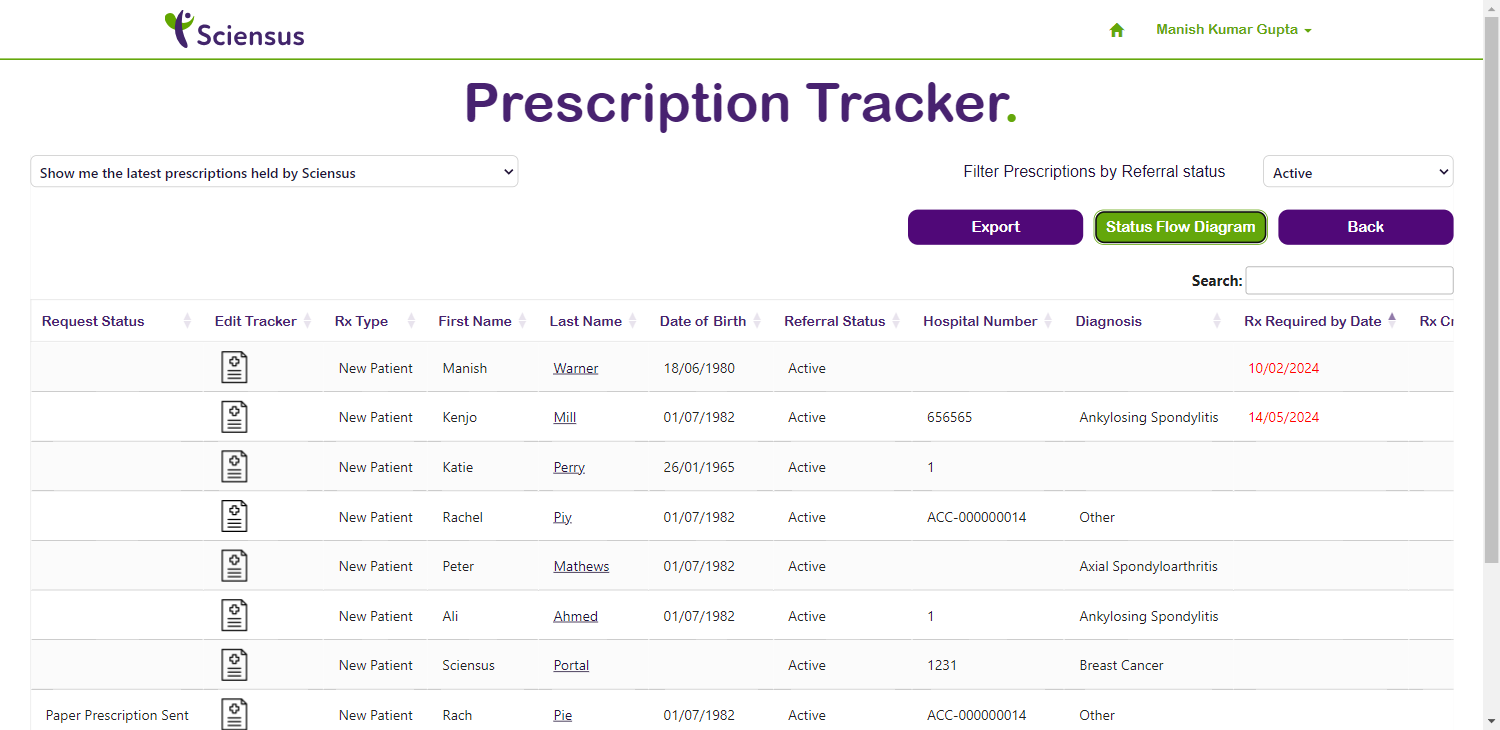 Sciensus
Manish Kumar Gupta
Prescription Tracker.
Show me the latest prescriptions held by Sciensus
Filter Prescriptions by Referral status
Active
Export
Status Flow Diagram
Back
Search:
Request Status Edit Tracker Rx Type First Name Last Name Date of Birth Referral Status Hospital Number Diagnosis Rx Required by Date Rx Cr
New Patient Manish Warner 18/06/1980 Active 10/02/2024
New Patient Kenjo Mill 01/07/1982 Active 656565 Ankylosing Spondylitis 14/05/2024
New Patient Katie Perry 26/01/1965 Active 1
New Patient Rachel Piy 01/07/1982 Active ACC-000000014 Other
New Patient Peter Mathews 01/07/1982 Active Axial Spondyloarthritis
New Patient Ali Ahmed 01/07/1982 Active 1 Ankylosing Spondylitis
New Patient Sciensus Portal Active 1231 Breast Cancer
Paper Prescription Sent New Patient Rach Pie 01/07/1982 Active ACC-000000014 Other